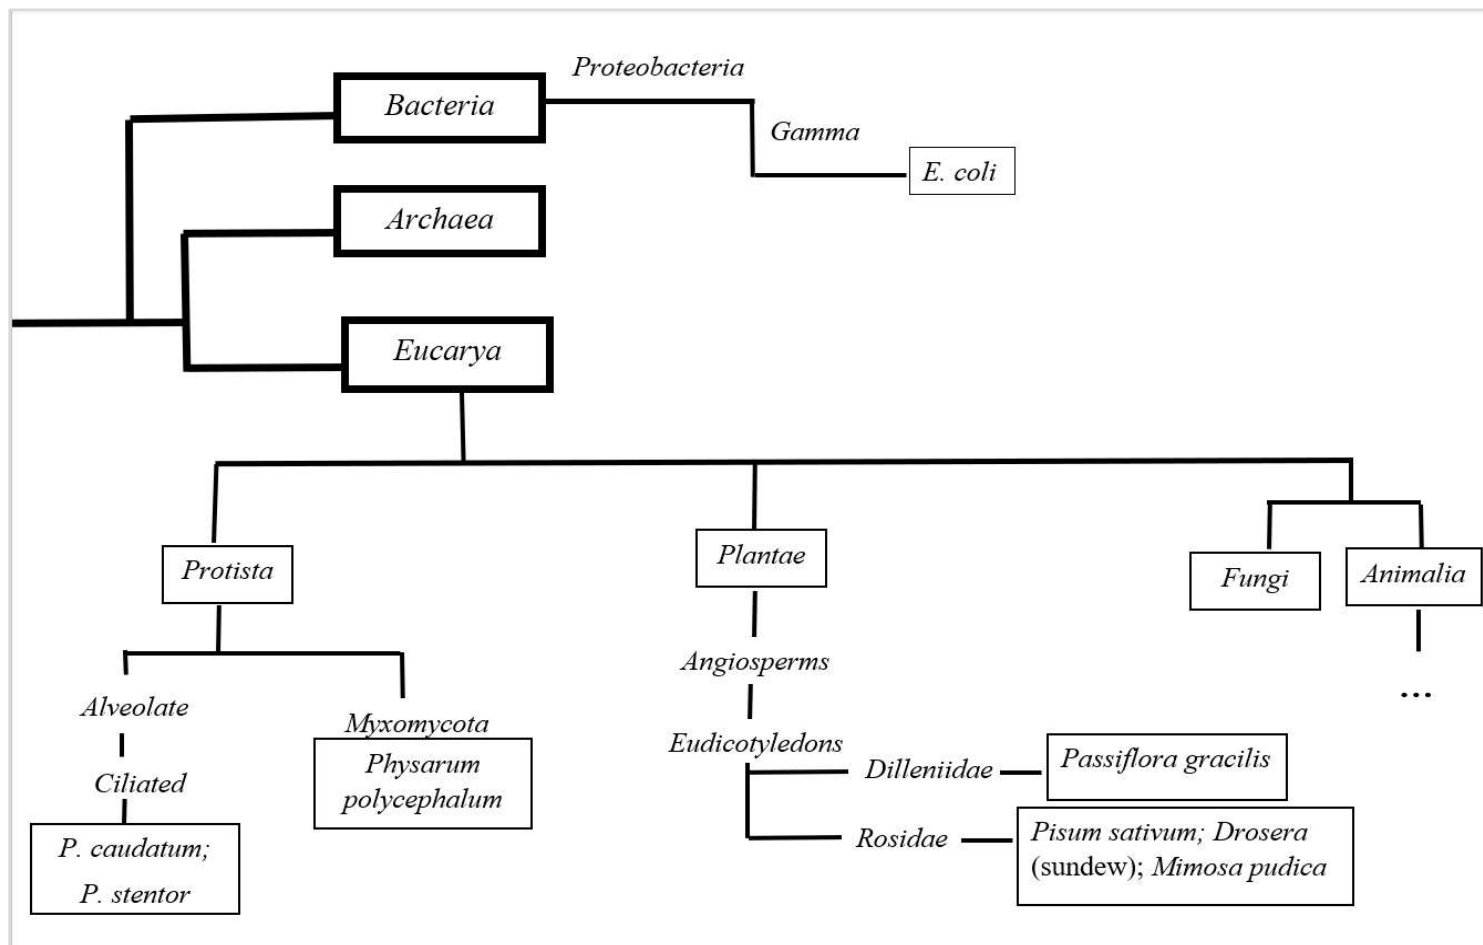 Proteobacteria
Bacteria
Gamma
E. coli
Archaea
Eucarya
Protista
Plantae
Fungi
Animalia
Angiosperms
...
Alveolate
Myxomycota
Eudicotyledons
Physarum
polycephalum
Ciliated
Dilleniidae
Passiflora gracilis
P. caudatum;
P. stentor
Rosidae
Pisum sativum; Drosera
(sundew); Mimosa pudica